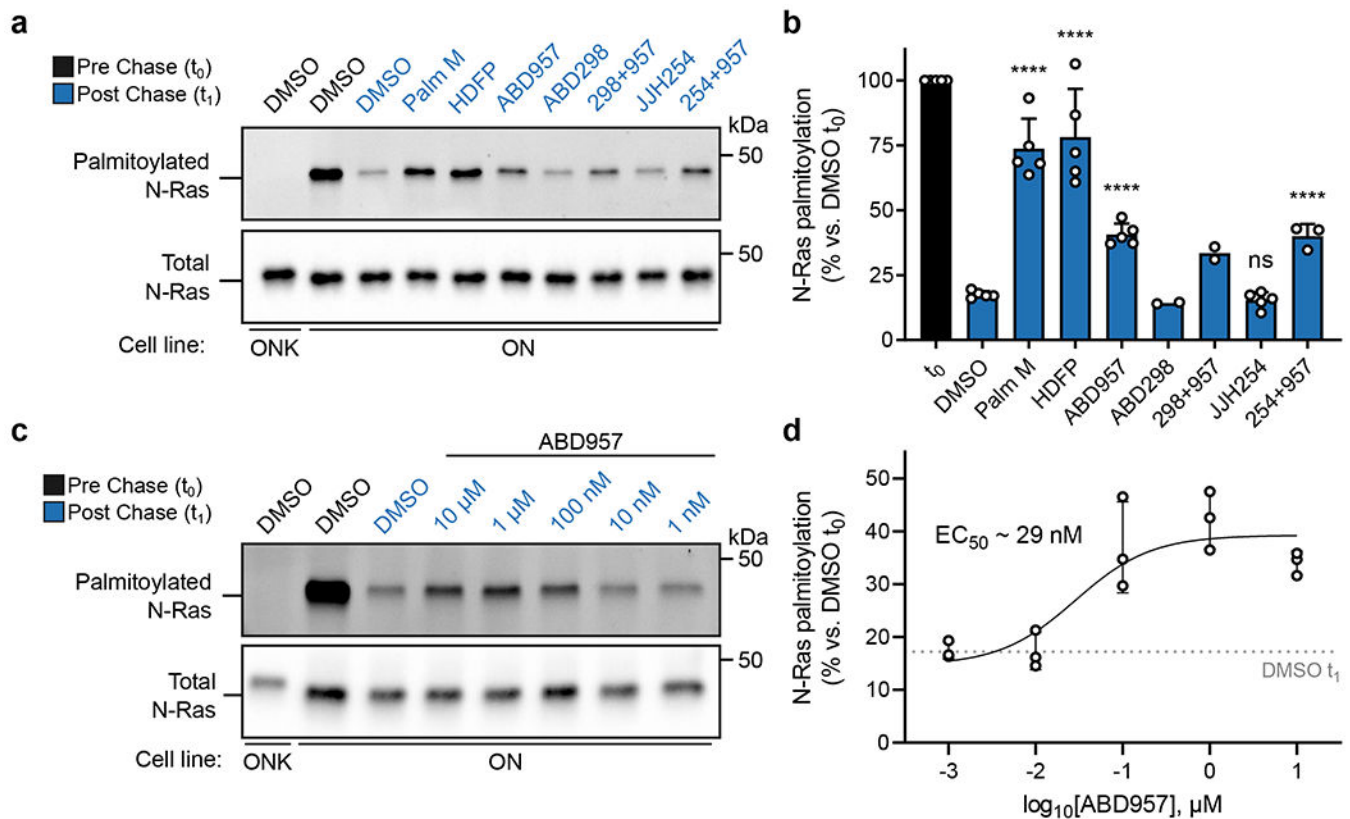 a
Pre Chase (t0)
Post Chase (t1)
DMSO
DMSO
DMSO
Palm M
HDFP
ABD957
ABD298
298+957
JJH254
254+957
kDa
Palmitoylated
N-Ras
50
Total
N-Ras
50
Cell line:
ONK
ON
b
N-Ras palmitoylation
(% vs. DMSO t0)
100
75
50
25
0
****
****
****
ns
****
t0
DMSO
Palm M
HDFP
ABD957
ABD298
298+957
JJH254
254+957
c
ABD957
Pre Chase (t0)
Post Chase (t1)
DMSO
DMSO
DMSO
10 µM
1 µM
100 nM
10 nM
1 nM
kDa
Palmitoylated
N-Ras
50
Total
N-Ras
50
Cell line:
ONK
ON
d
N-Ras palmitoylation
(% vs. DMSO t0)
50
40
30
20
10
0
EC50 ~ 29 nM
DMSO t1
-3
-2
-1
0
1
log10[ABD957], µM